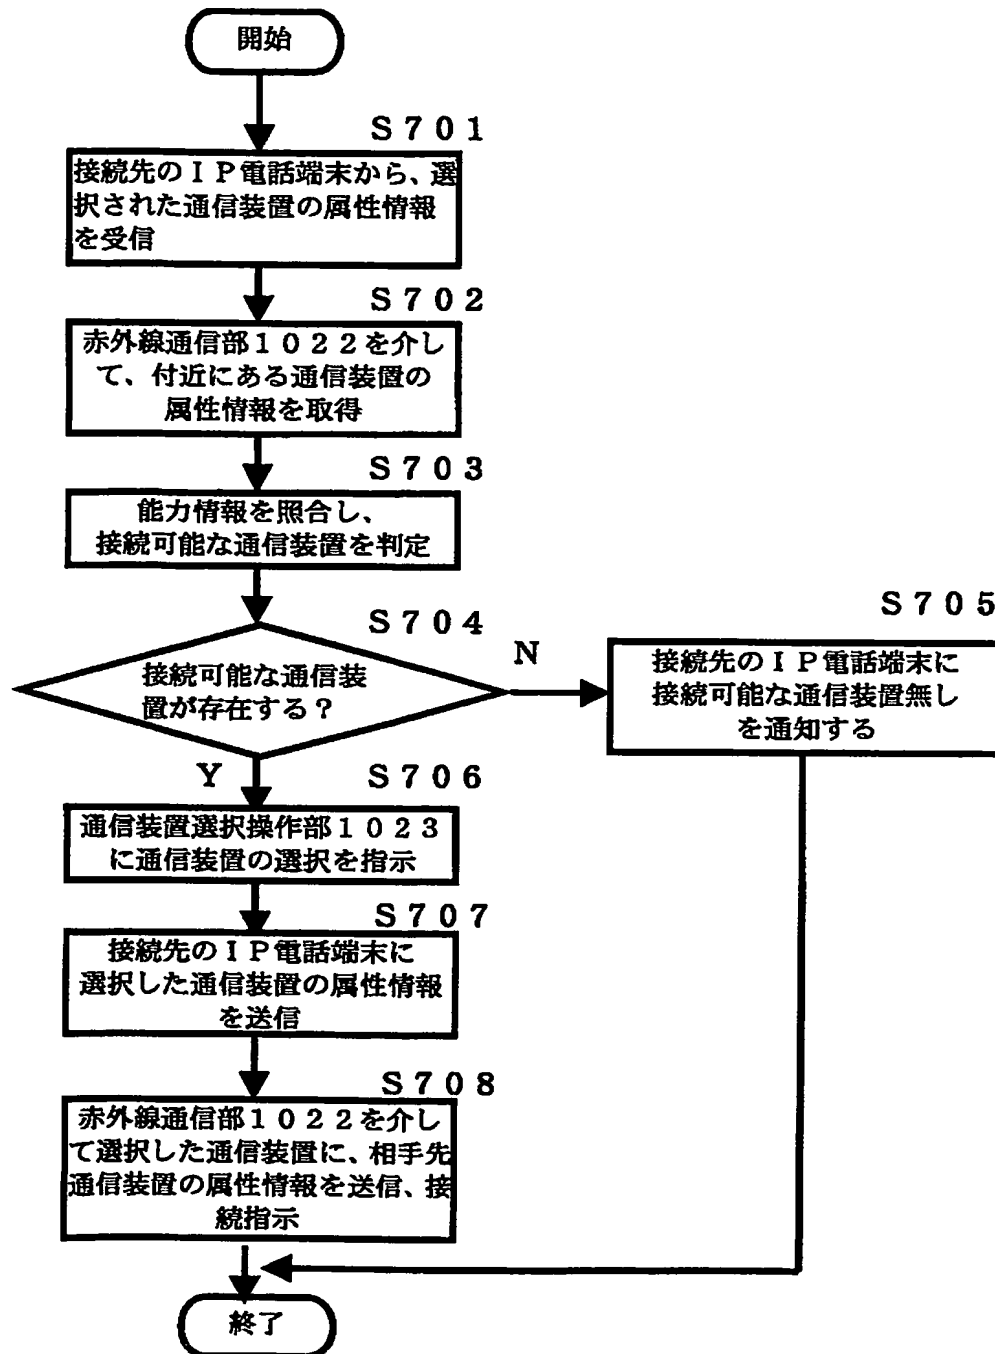 開始
S701
接続先のIP電話端末から、選
択された通信装置の属性情報
を受信
S702
赤外線通信部1022を介し
て、付近にある通信装置の
属性情報を取得
S703
能力情報を照合し、
接続可能な通信装置を判定
S704
接続可能な通信装
置が存在する?
N
S705
接続先のIP電話端末に
接続可能な通信装置無し
を通知する
Y
S706
通信装置選択操作部1023
に通信装置の選択を指示
S707
接続先のIP電話端末に
選択した通信装置の属性情報
を送信
S708
赤外線通信部1022を介し
て選択した通信装置に、相手先
通信装置の属性情報を送信、接
続指示
終了